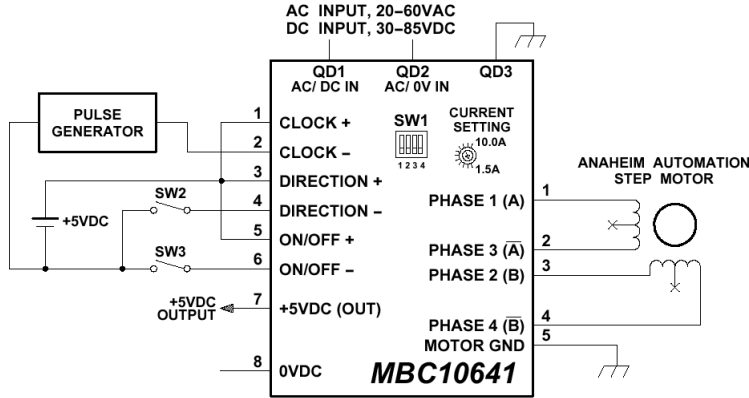 AC INPUT, 20–60VAC
DC INPUT, 30–85VDC
QD1
AC/ DC IN
QD2
AC/ 0V IN
QD3
PULSE
GENERATOR
1
CLOCK +
2
CLOCK –
3
DIRECTION +
4
DIRECTION –
5
ON/OFF +
6
ON/OFF –
7
+5VDC (OUT)
8
0VDC
SW2
SW3
+5VDC
+5VDC
OUTPUT
SW1
1 2 3 4
CURRENT
SETTING
10.0A
1.5A
PHASE 1 (A)
1
PHASE 3 (A̅)
2
PHASE 2 (B)
3
PHASE 4 (B̅)
4
MOTOR GND
5
MBC10641
ANAHEIM AUTOMATION
STEP MOTOR